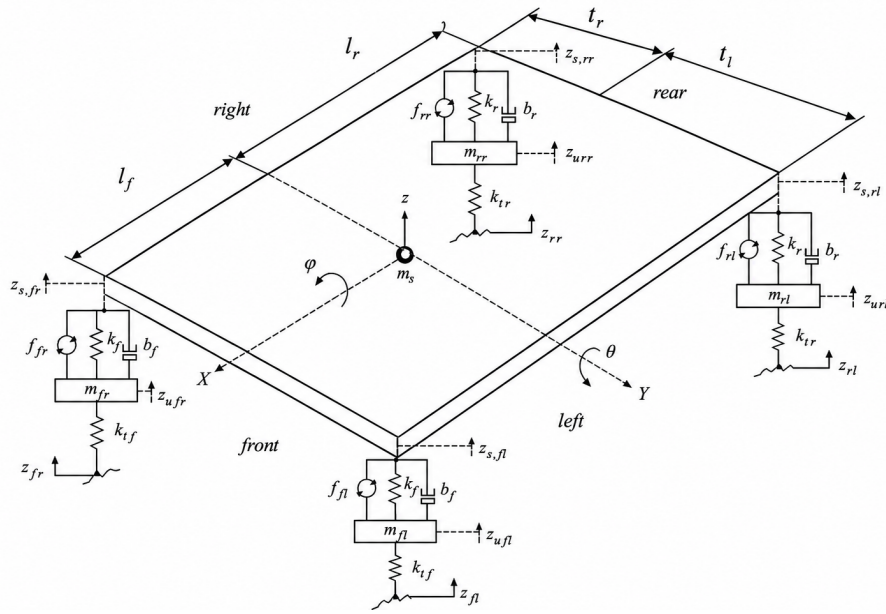 t_r
l_r
z_{s,rr}
t_l
right
rear
f_{rr}
k_r
b_r
m_{rr}
z_{urr}
l_f
k_{tr}
z_{s,rl}
z
z_{rr}
f_{rl}
k_r
b_r
φ
m_s
z_{s,fr}
m_{rl}
z_{url}
f_{fr}
k_f
b_f
θ
k_{tr}
X
Y
z_{rl}
m_{fr}
z_{ufr}
k_{tf}
front
left
z_{s,fl}
z_{fr}
f_{fl}
k_f
b_f
m_{fl}
z_{ufl}
k_{tf}
z_{fl}